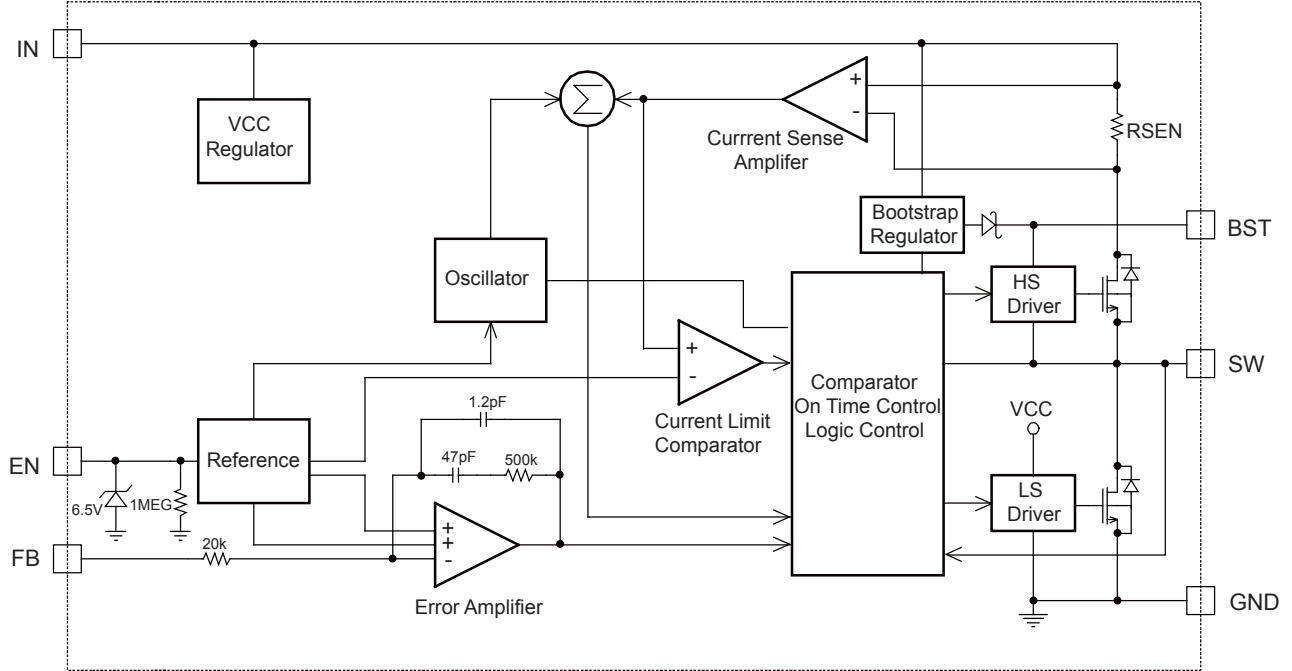 IN
VCC
Regulator
Σ
+
-
Currrent Sense
Amplifer
RSEN
Bootstrap
Regulator
BST
Oscillator
HS
Driver
+
-
Current Limit
Comparator
Comparator
On Time Control
Logic Control
SW
VCC
1.2pF
47pF
500k
EN
Reference
6.5V
1MEG
LS
Driver
FB
20k
+
+
-
Error Amplifier
GND